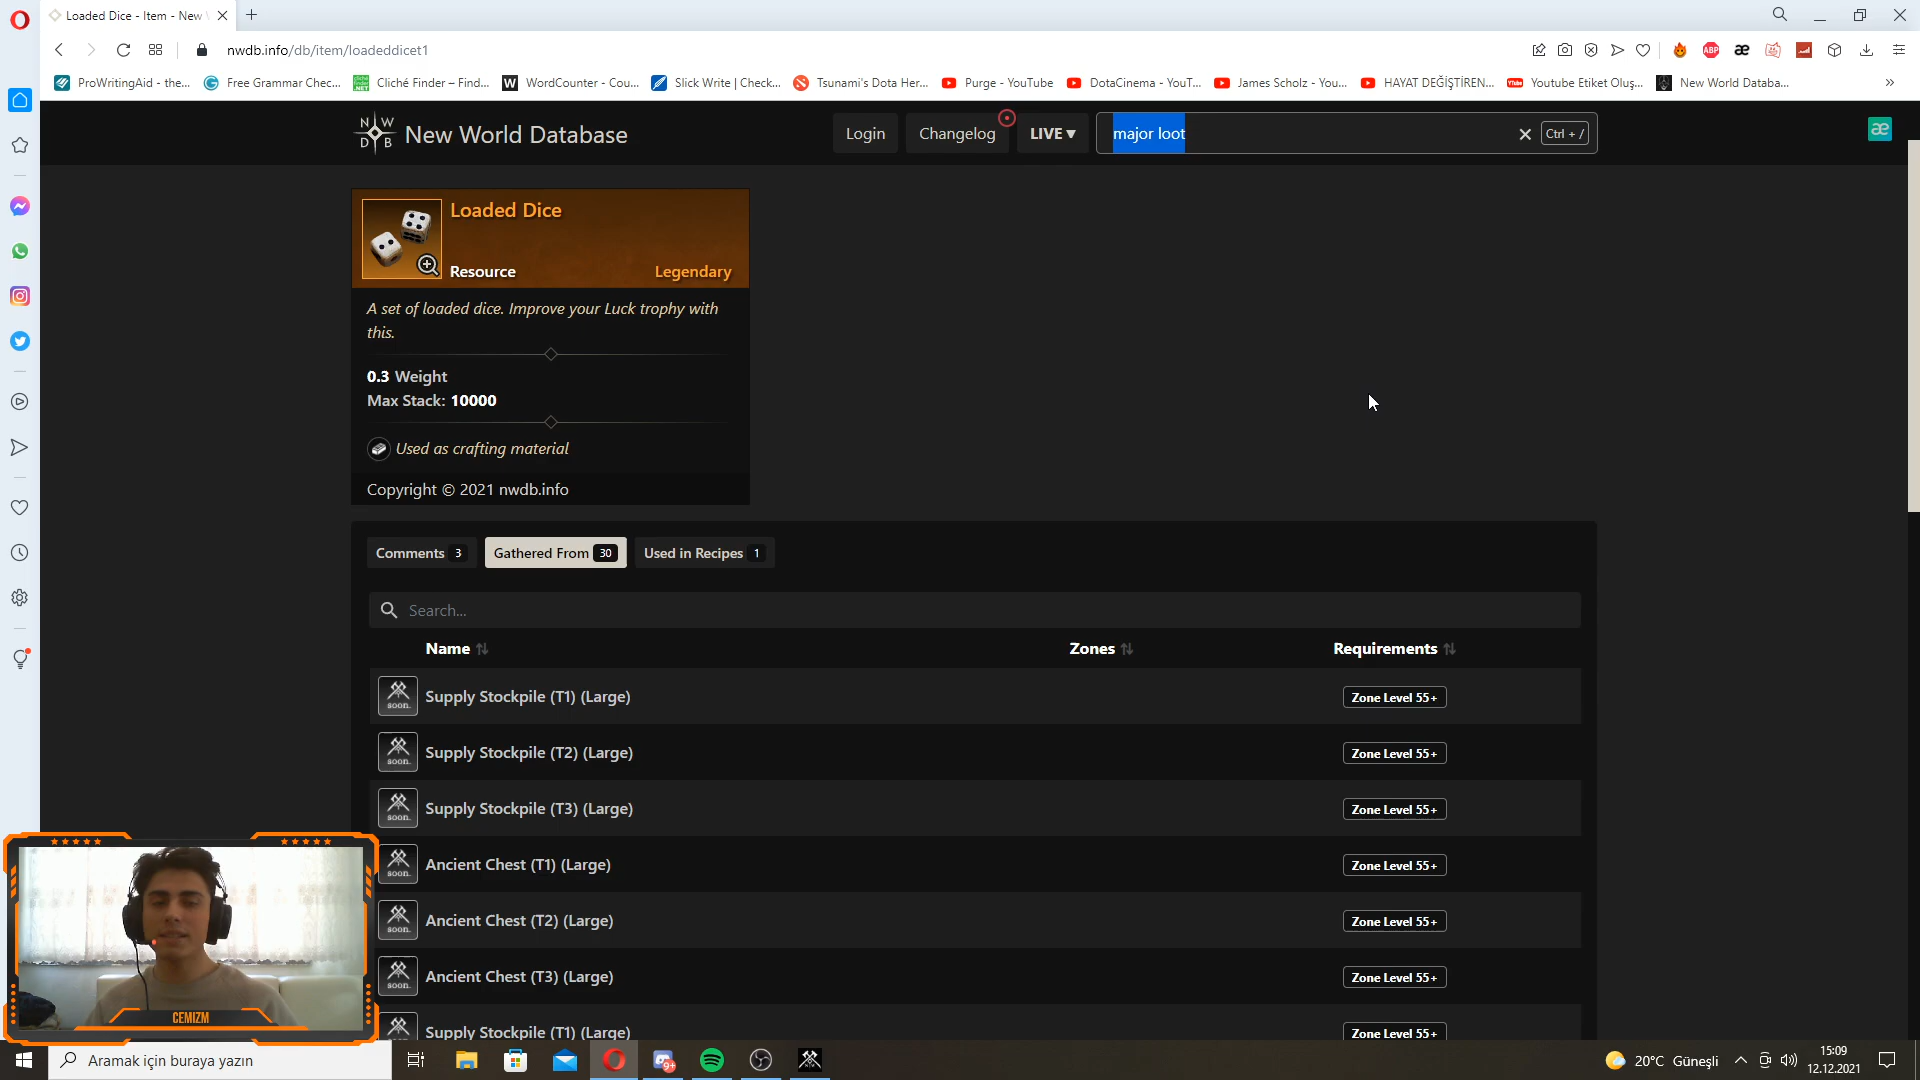 Loaded Dice - Item - New
nwdb.info/db/item/loadeddicet1
ABP
æ
ProWritingAid - the...
Free Grammar Chec...
Cliché Finder – Find...
WordCounter - Cou...
Slick Write | Check...
Tsunami's Dota Her...
Purge - YouTube
DotaCinema - YouT...
James Scholz - You...
HAYAT DEĞİŞTİREN...
Youtube Etiket Oluş...
New World Databa...
»
N W D B New World Database
Login
Changelog
LIVE ▾
major loot
Ctrl + /
æ
Loaded Dice
Resource
Legendary
A set of loaded dice. Improve your Luck trophy with
this.
0.3 Weight
Max Stack: 10000
Used as crafting material
Copyright © 2021 nwdb.info
Comments 3
Gathered From 30
Used in Recipes 1
Search...
Name
Zones
Requirements
soon. Supply Stockpile (T1) (Large) Zone Level 55+
soon. Supply Stockpile (T2) (Large) Zone Level 55+
soon. Supply Stockpile (T3) (Large) Zone Level 55+
soon. Ancient Chest (T1) (Large) Zone Level 55+
soon. Ancient Chest (T2) (Large) Zone Level 55+
soon. Ancient Chest (T3) (Large) Zone Level 55+
Supply Stockpile (T1) (Large) Zone Level 55+
CEMIZM
Aramak için buraya yazın
9+
20°C Güneşli
15:09
12.12.2021